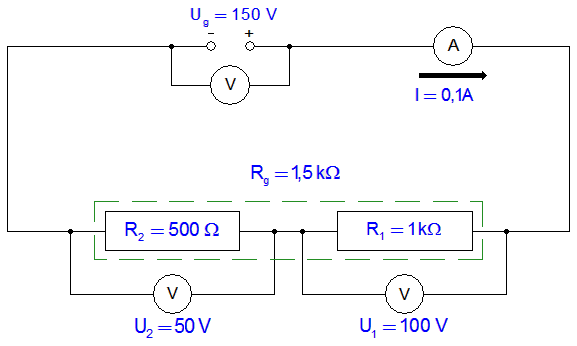 U_g = 150 V
- +
V
A
I = 0,1A
R_g = 1,5 kΩ
R_2 = 500 Ω
R_1 = 1kΩ
V
V
U_2 = 50 V
U_1 = 100 V